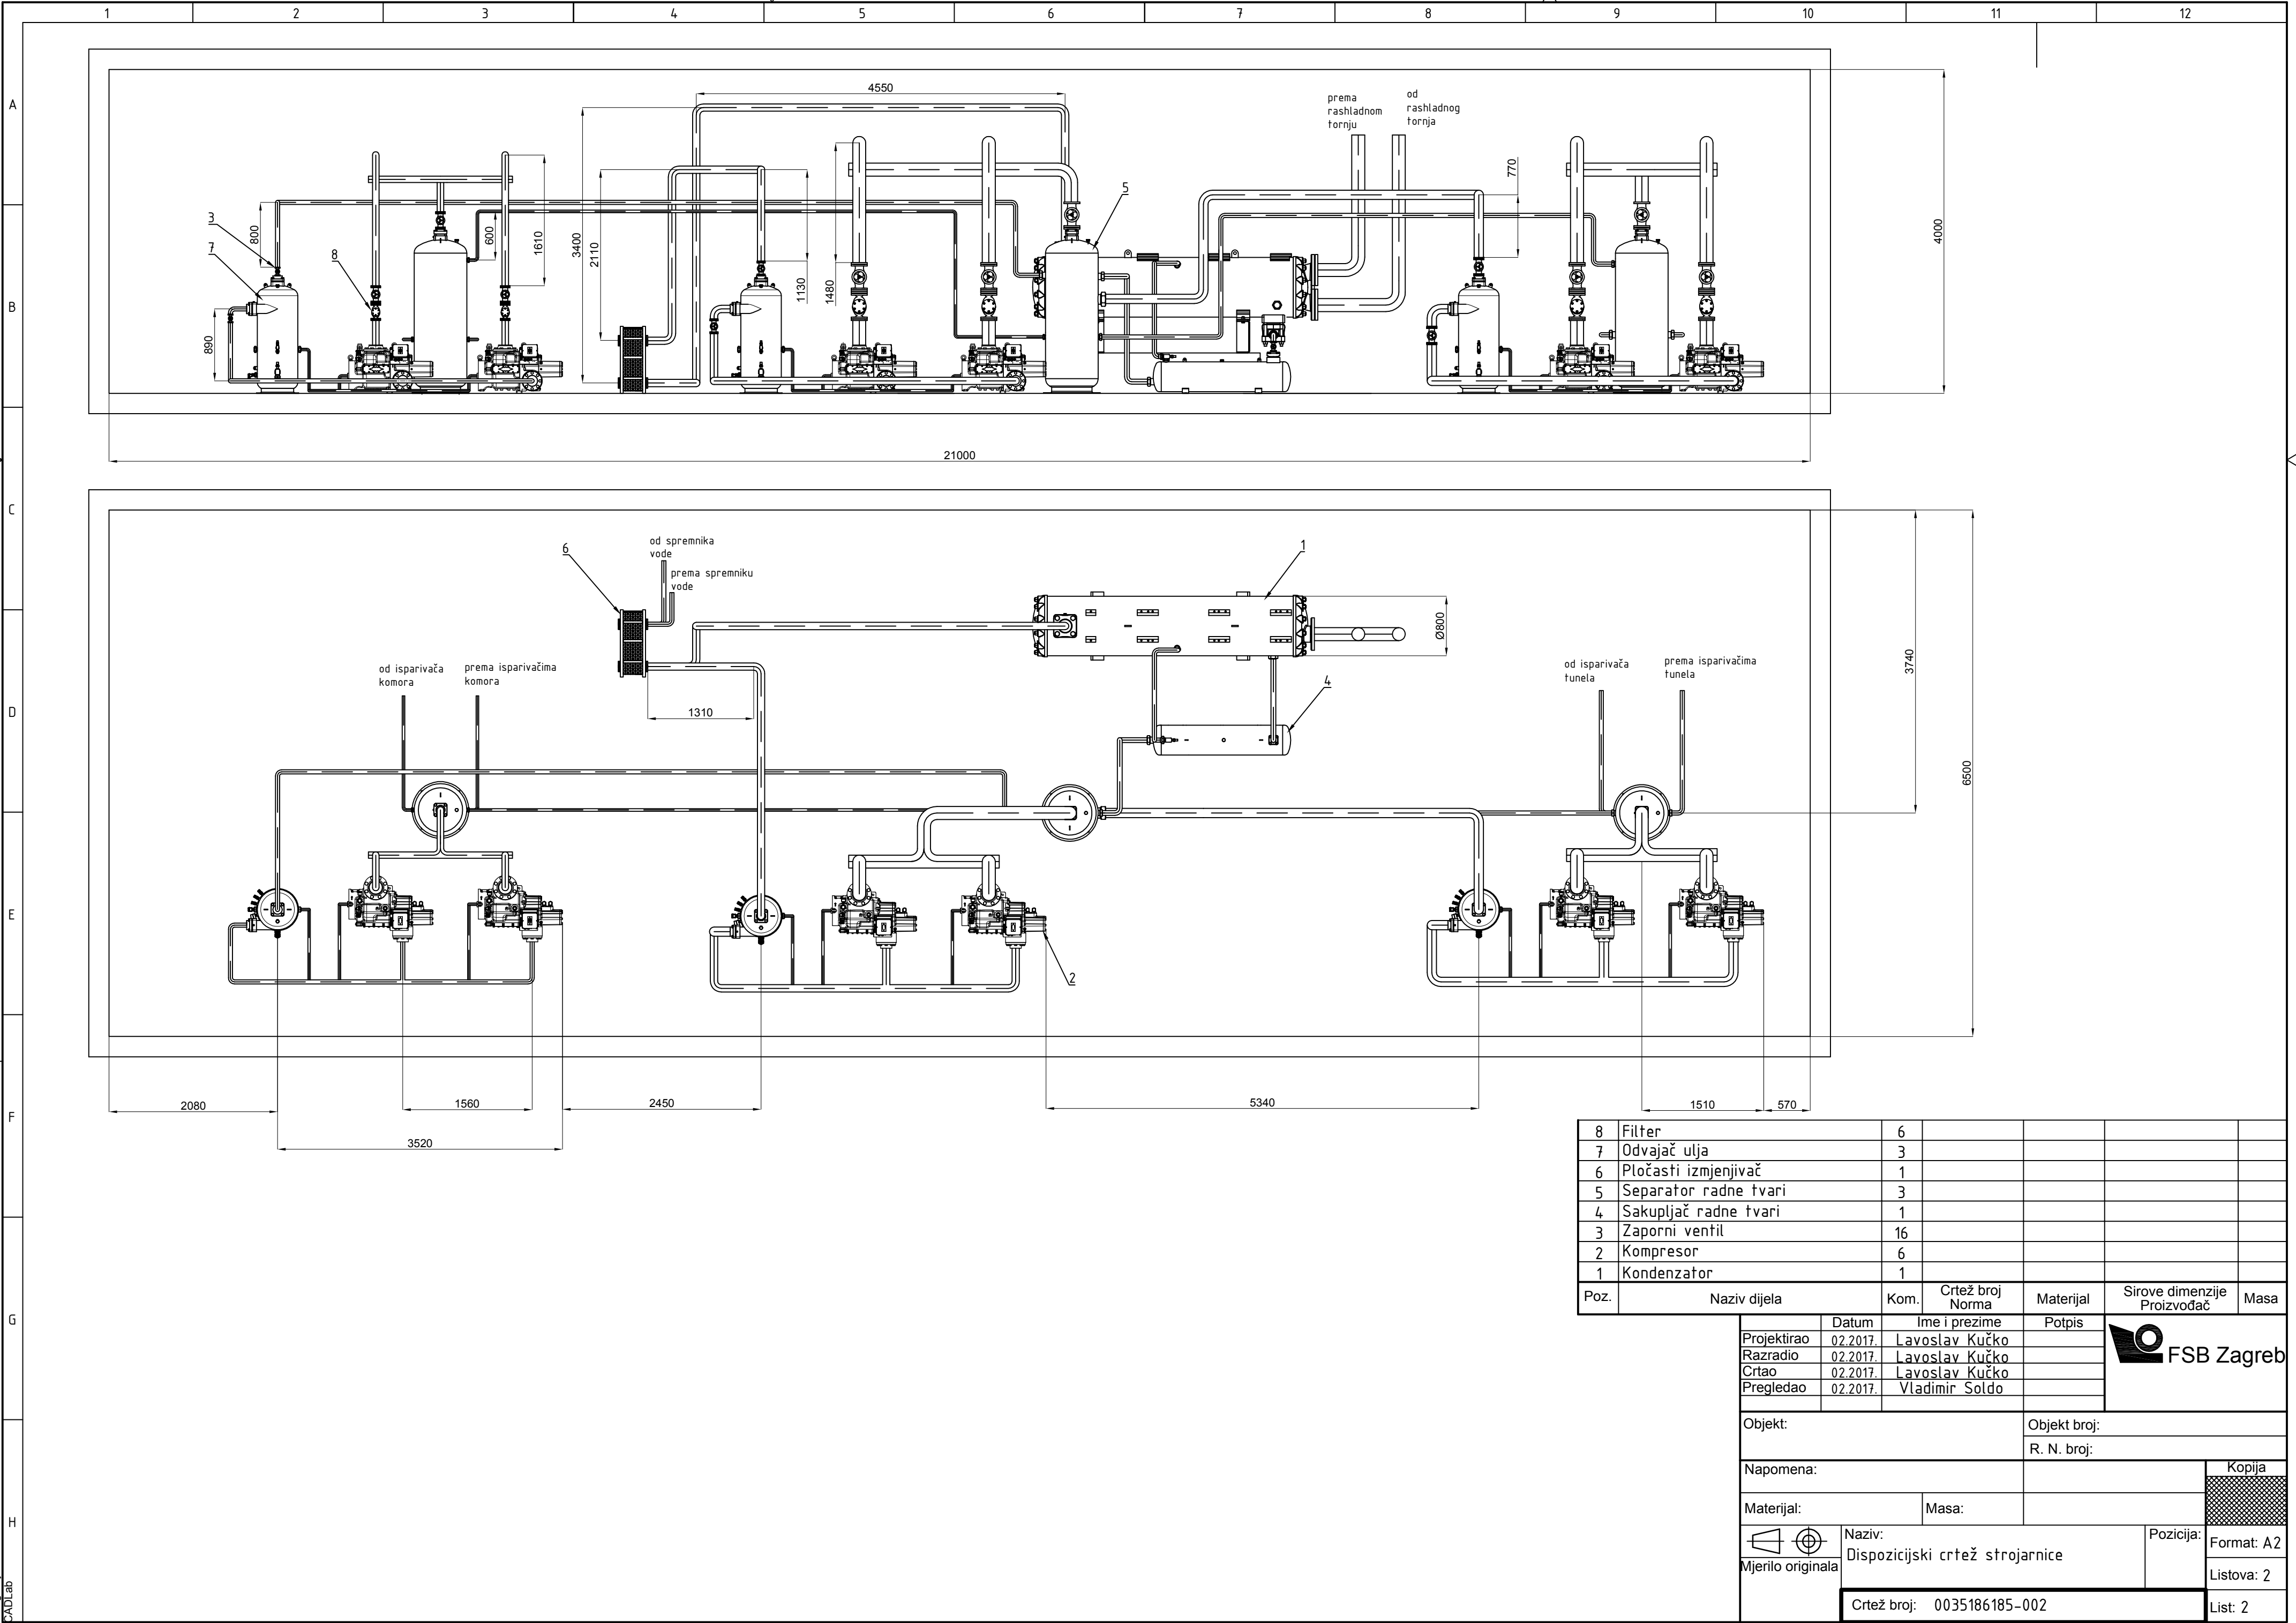 1 2 3 4 5 6 7 8 9 10 11 12
A
B
C
D
E
F
G
H
4550
prema
rashladnom
tornju
od
rashladnog
tornja
3
7
8
5
800
890
600
1610
3400
2110
1130
1480
770
4000
21000
6
od spremnika
vode
prema spremniku
vode
1
Ø800
od isparivača
komora
prema isparivačima
komora
1310
4
od isparivača
tunela
prema isparivačima
tunela
3740
6500
2
2080
1560
2450
5340
1510
570
3520
8 Filter 6
7 Odvajač ulja 3
6 Pločasti izmjenjivač 1
5 Separator radne tvari 3
4 Sakupljač radne tvari 1
3 Zaporni ventil 16
2 Kompresor 6
1 Kondenzator 1
Poz. Naziv dijela Kom. Crtež broj Norma Materijal Sirove dimenzije Proizvođač Masa
Datum Ime i prezime Potpis
Projektirao 02.2017. Lavoslav Kučko
Razradio 02.2017. Lavoslav Kučko
Crtao 02.2017. Lavoslav Kučko
Pregledao 02.2017. Vladimir Soldo
FSB Zagreb
Objekt:
Objekt broj:
R. N. broj:
Napomena:
Kopija
Materijal: Masa:
Naziv:
Dispozicijski crtež strojarnice
Pozicija:
Format: A2
Mjerilo originala
Listova: 2
Crtež broj: 0035186185-002
List: 2
CADLab